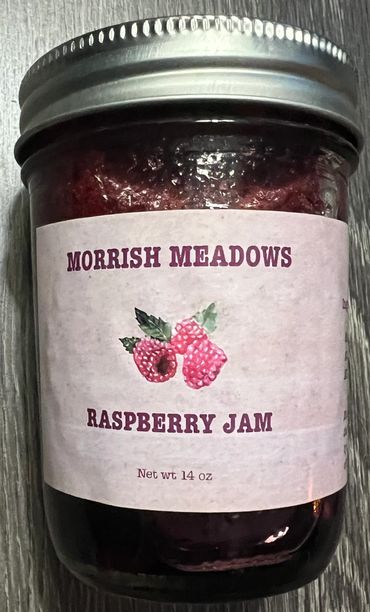 MORRISH MEADOWS
RASPBERRY JAM
Net wt 14 oz